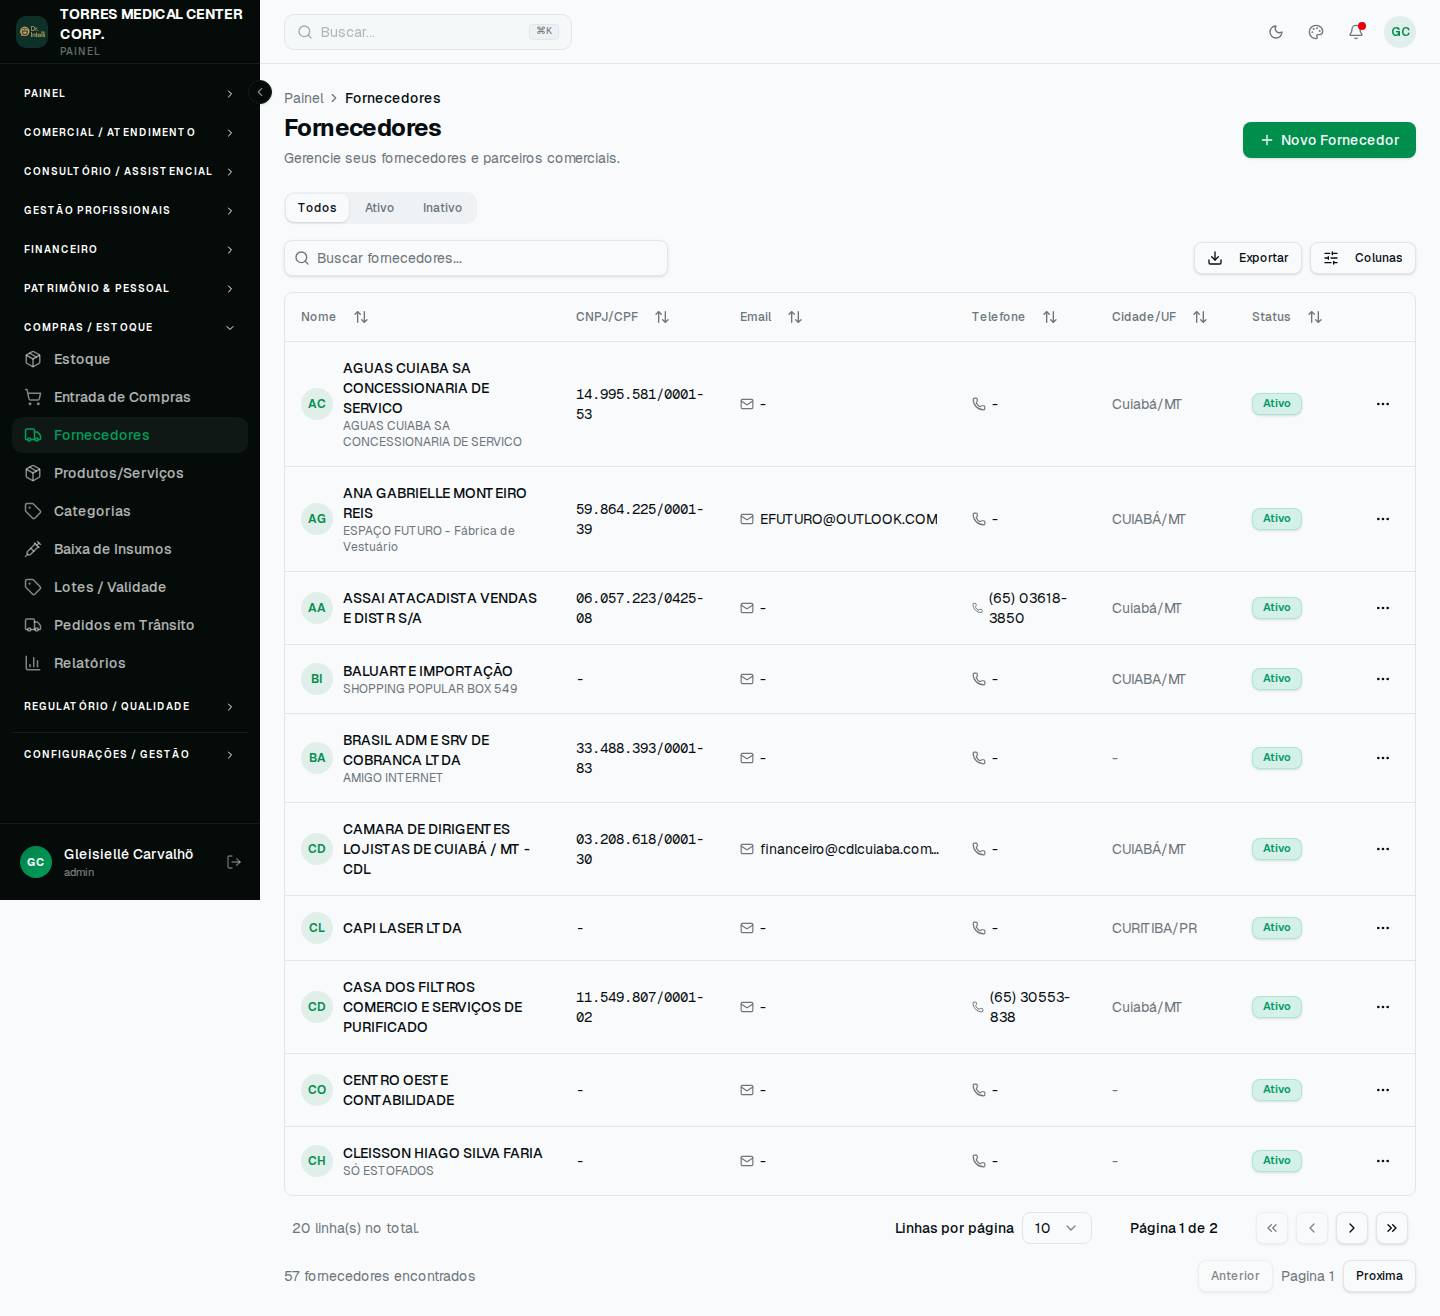 TORRES MEDICAL CENTER
CORP.
PAINEL
Buscar...
⌘K
GC
PAINEL
COMERCIAL / ATENDIMENTO
CONSULTÓRIO / ASSISTENCIAL
GESTÃO PROFISSIONAIS
FINANCEIRO
PATRIMÔNIO & PESSOAL
COMPRAS / ESTOQUE
Estoque
Entrada de Compras
Fornecedores
Produtos/Serviços
Categorias
Baixa de Insumos
Lotes / Validade
Pedidos em Trânsito
Relatórios
REGULATÓRIO / QUALIDADE
CONFIGURAÇÕES / GESTÃO
GC
Gleisiellé Carvalhö
admin
Painel > Fornecedores
Fornecedores
Gerencie seus fornecedores e parceiros comerciais.
+ Novo Fornecedor
Todos Ativo Inativo
Buscar fornecedores...
Exportar Colunas
Nome CNPJ/CPF Email Telefone Cidade/UF Status
AC
AGUAS CUIABA SA
CONCESSIONARIA DE
SERVICO
AGUAS CUIABA SA
CONCESSIONARIA DE SERVICO
14.995.581/0001-
53
-
-
Cuiabá/MT
Ativo
AG
ANA GABRIELLE MONTEIRO
REIS
ESPAÇO FUTURO - Fábrica de
Vestuário
59.864.225/0001-
39
EFUTURO@OUTLOOK.COM
-
CUIABÁ/MT
Ativo
AA
ASSAI ATACADISTA VENDAS
E DISTR S/A
06.057.223/0425-
08
-
(65) 03618-
3850
Cuiabá/MT
Ativo
BI
BALUARTE IMPORTAÇÃO
SHOPPING POPULAR BOX 549
-
-
-
CUIABA/MT
Ativo
BA
BRASIL ADM E SRV DE
COBRANCA LTDA
AMIGO INTERNET
33.488.393/0001-
83
-
-
-
Ativo
CD
CAMARA DE DIRIGENTES
LOJISTAS DE CUIABÁ / MT -
CDL
03.208.618/0001-
30
financeiro@cdlcuiaba.com...
-
CUIABÁ/MT
Ativo
CL
CAPI LASER LTDA
-
-
-
CURITIBA/PR
Ativo
CD
CASA DOS FILTROS
COMERCIO E SERVIÇOS DE
PURIFICADO
11.549.807/0001-
02
-
(65) 30553-
838
Cuiabá/MT
Ativo
CO
CENTRO OESTE
CONTABILIDADE
-
-
-
-
Ativo
CH
CLEISSON HIAGO SILVA FARIA
SÓ ESTOFADOS
-
-
-
-
Ativo
20 linha(s) no total.
Linhas por página 10 Página 1 de 2
57 fornecedores encontrados
Anterior Pagina 1 Proxima